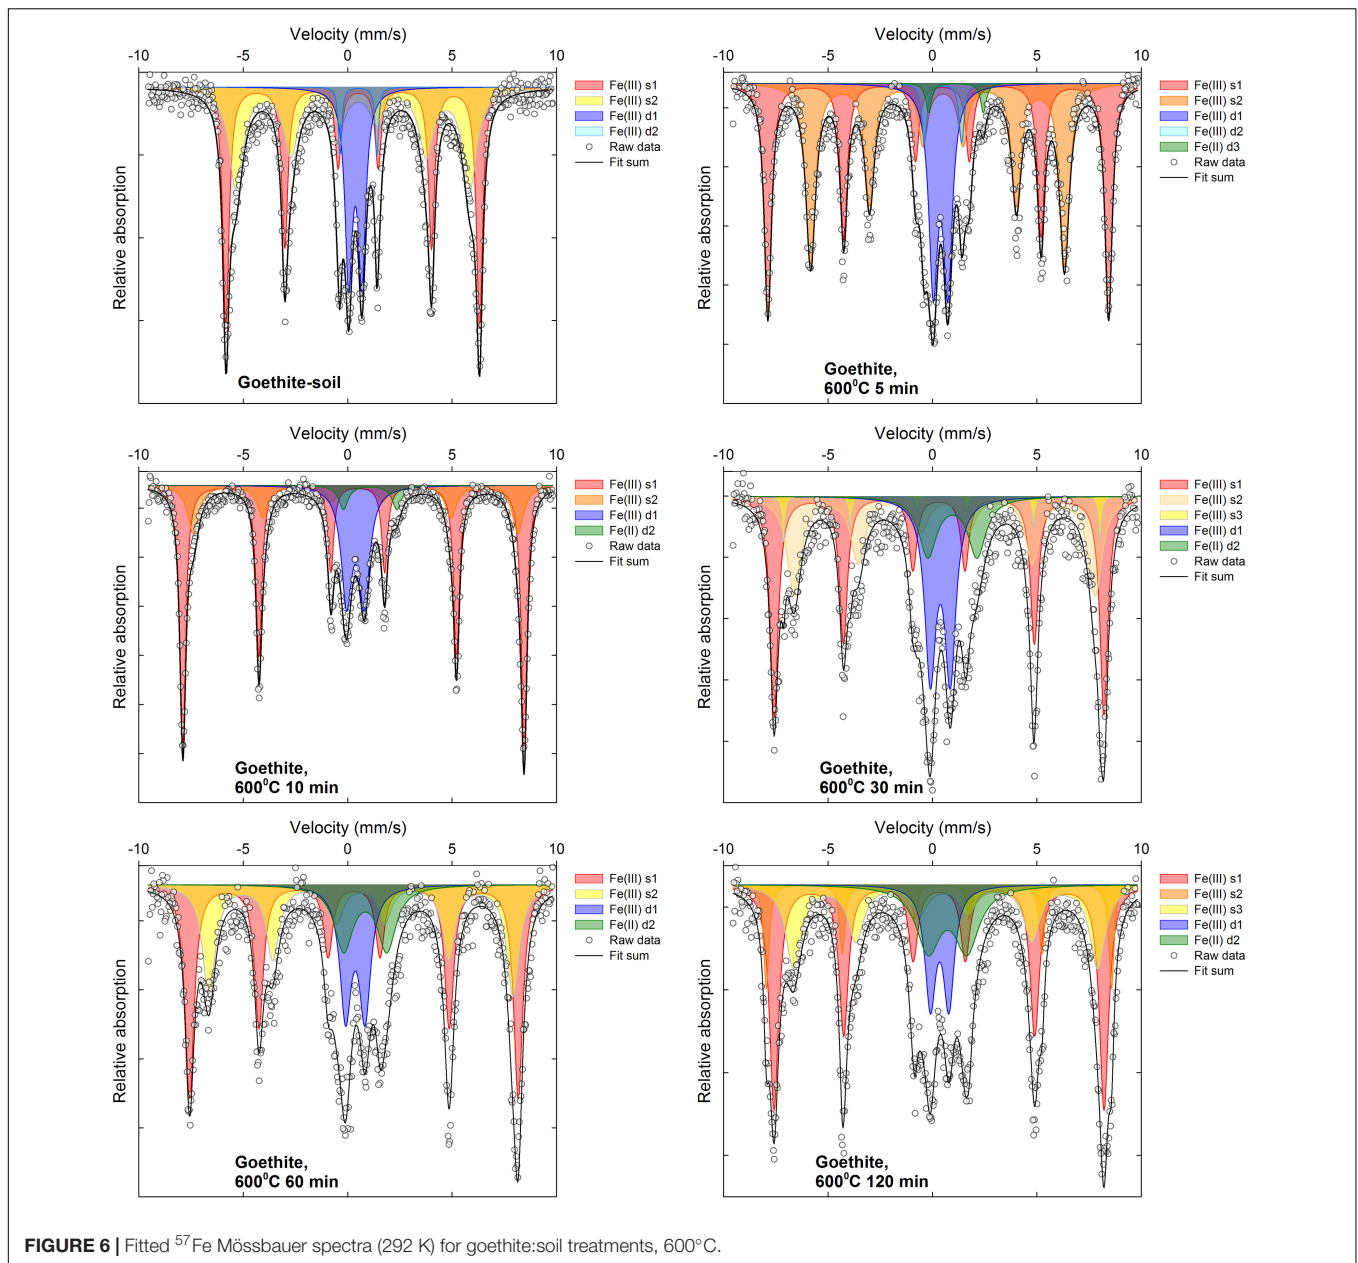 Velocity (mm/s)
-10 -5 0 5 10
Relative absorption
Fe(III) s1
Fe(III) s2
Fe(III) d1
Fe(III) d2
Raw data
Fit sum
Goethite-soil
Velocity (mm/s)
-10 -5 0 5 10
Relative absorption
Fe(III) s1
Fe(III) s2
Fe(III) d1
Fe(III) d2
Fe(II) d3
Raw data
Fit sum
Goethite,
600⁰C 5 min
Velocity (mm/s)
-10 -5 0 5 10
Relative absorption
Fe(III) s1
Fe(III) s2
Fe(III) d1
Fe(II) d2
Raw data
Fit sum
Goethite,
600⁰C 10 min
Velocity (mm/s)
-10 -5 0 5 10
Relative absorption
Fe(III) s1
Fe(III) s2
Fe(III) s3
Fe(III) d1
Fe(II) d2
Raw data
Fit sum
Goethite,
600⁰C 30 min
Velocity (mm/s)
-10 -5 0 5 10
Relative absorption
Fe(III) s1
Fe(III) s2
Fe(III) d1
Fe(II) d2
Raw data
Fit sum
Goethite,
600⁰C 60 min
Velocity (mm/s)
-10 -5 0 5 10
Relative absorption
Fe(III) s1
Fe(III) s2
Fe(III) s3
Fe(III) d1
Fe(II) d2
Raw data
Fit sum
Goethite,
600⁰C 120 min
FIGURE 6 | Fitted ⁵⁷Fe Mössbauer spectra (292 K) for goethite:soil treatments, 600°C.